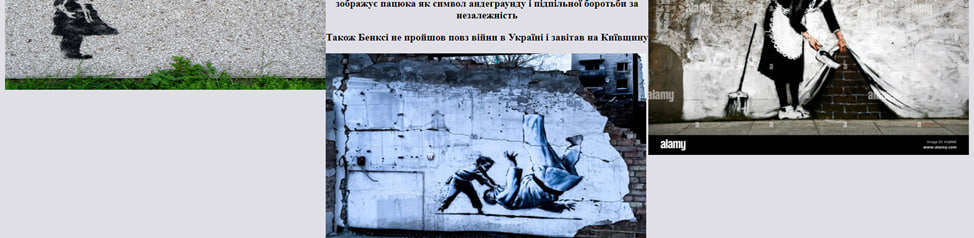 зображує пацюка як символ андеграунду і підпільної боротьби за
незалежність
Також Бенксі не пройшов повз війни в Україні і завітав на Київщину
alamy
alamy
alamy
www.alamy.com